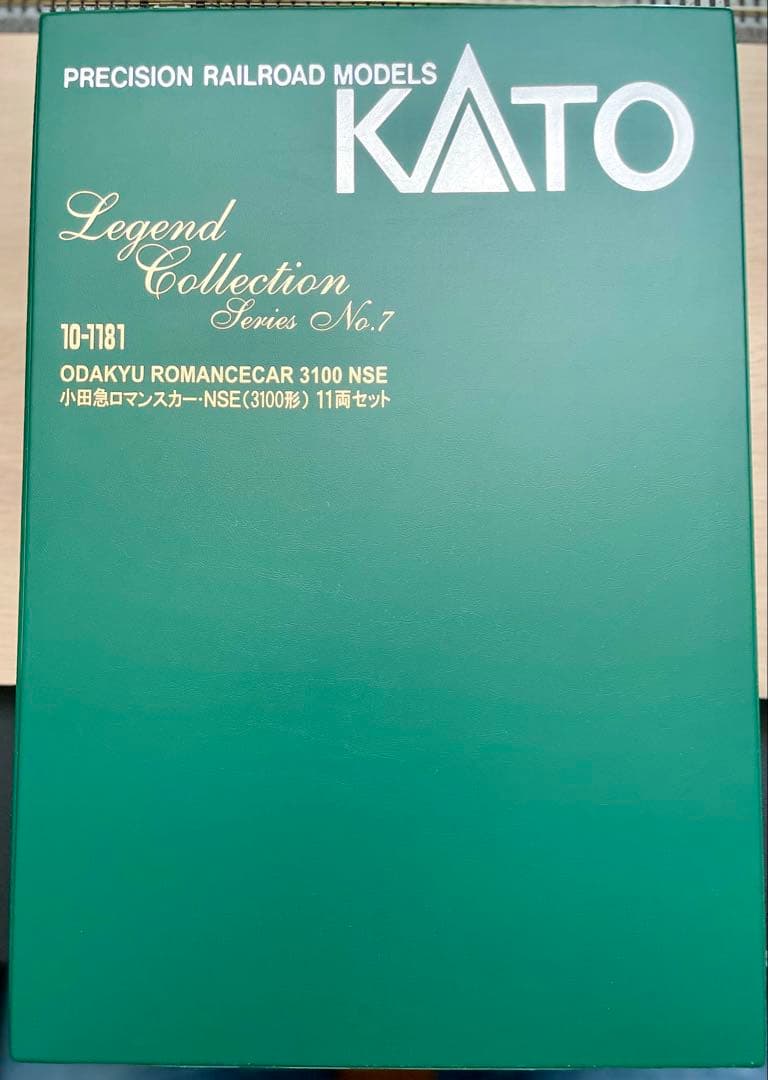 PRECISION RAILROAD MODELS
KATO
Legend
Collection
Series No.7
10-1181
ODAKYU ROMANCECAR 3100 NSE
小田急ロマンスカー・NSE(3100形) 11両セット